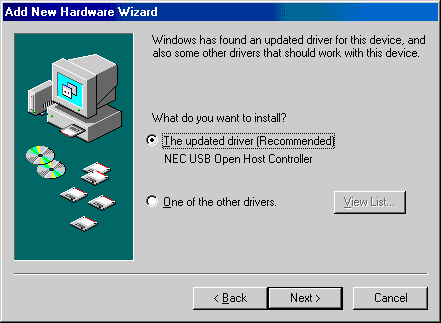 Add New Hardware Wizard
Windows has found an updated driver for this device, and
also some other drivers that should work with this device.
What do you want to install?
The updated driver (Recommended)
NEC USB Open Host Controller
One of the other drivers.
View List...
< Back
Next >
Cancel